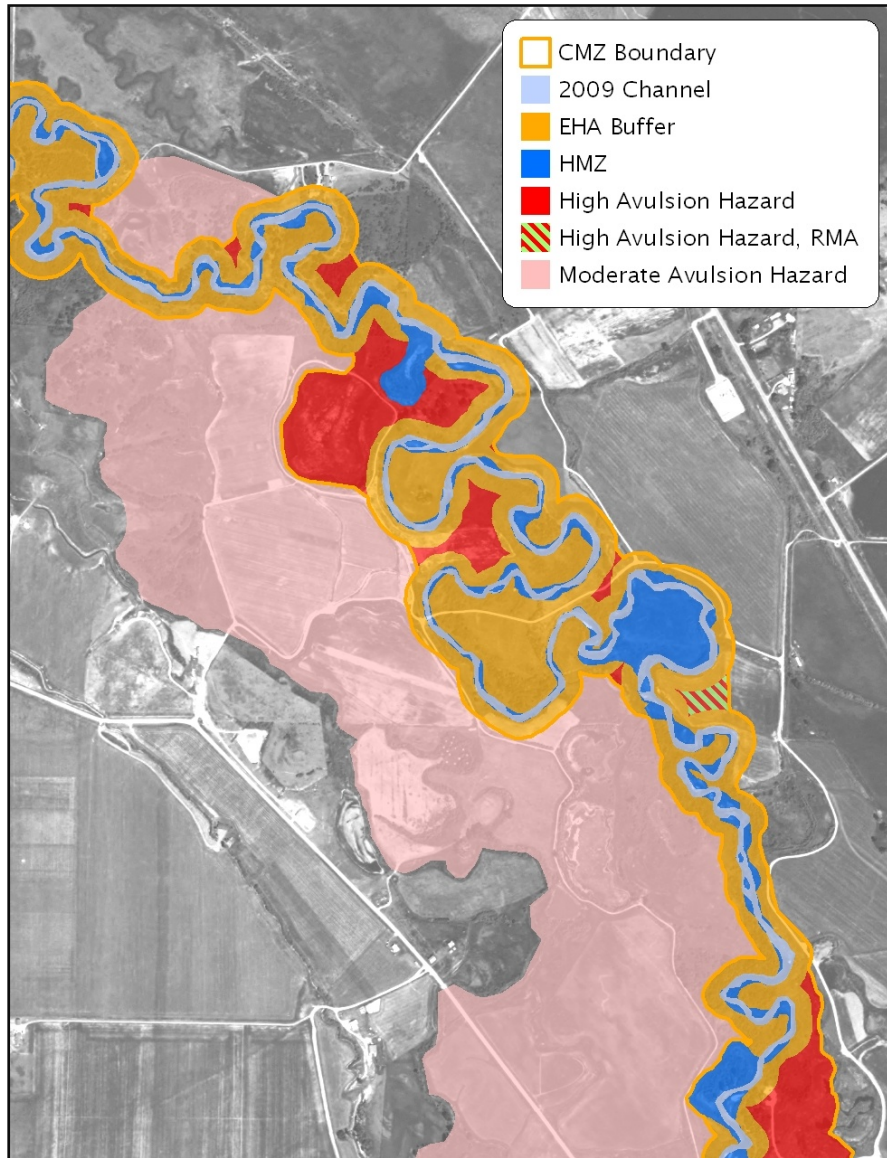 CMZ Boundary
2009 Channel
EHA Buffer
HMZ
High Avulsion Hazard
High Avulsion Hazard, RMA
Moderate Avulsion Hazard